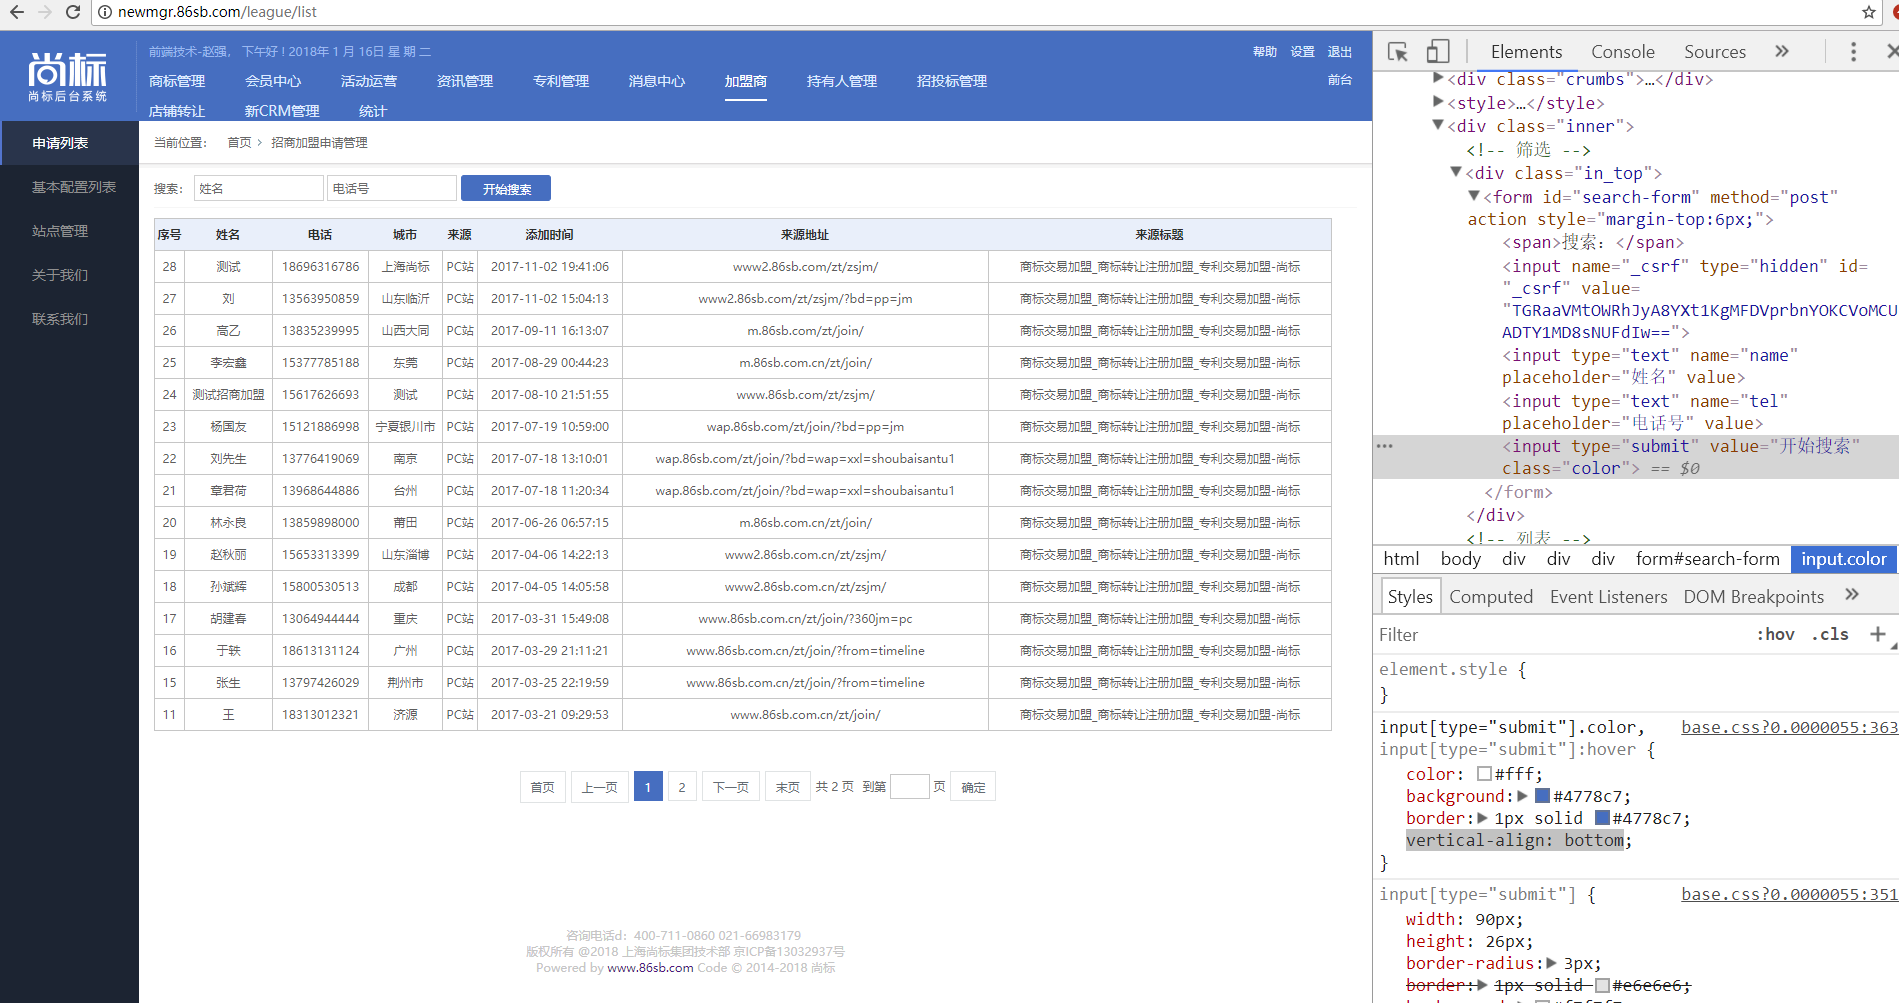 newmgr.86sb.com/league/list
尚标
尚标后台系统
前端技术-赵强， 下午好 ! 2018年 1 月 16日 星 期 二
帮助 设置 退出
商标管理 会员中心 活动运营 资讯管理 专利管理 消息中心 加盟商 持有人管理 招投标管理 前台
店铺转让 新CRM管理 统计
申请列表
基本配置列表
站点管理
关于我们
联系我们
当前位置： 首页 > 招商加盟申请管理
搜索： 姓名 电话号 开始搜索
序号 姓名 电话 城市 来源 添加时间 来源地址 来源标题
28 测试 18696316786 上海尚标 PC站 2017-11-02 19:41:06 www2.86sb.com/zt/zsjm/ 商标交易加盟_商标转让注册加盟_专利交易加盟-尚标
27 刘 13563950859 山东临沂 PC站 2017-11-02 15:04:13 www2.86sb.com/zt/zsjm/?bd=pp=jm 商标交易加盟_商标转让注册加盟_专利交易加盟-尚标
26 高乙 13835239995 山西大同 PC站 2017-09-11 16:13:07 m.86sb.com/zt/join/ 商标交易加盟_商标转让注册加盟_专利交易加盟-尚标
25 李宏鑫 15377785188 东莞 PC站 2017-08-29 00:44:23 m.86sb.com.cn/zt/join/ 商标交易加盟_商标转让注册加盟_专利交易加盟-尚标
24 测试招商加盟 15617626693 测试 PC站 2017-08-10 21:51:55 www.86sb.com/zt/zsjm/ 商标交易加盟_商标转让注册加盟_专利交易加盟-尚标
23 杨国友 15121886998 宁夏银川市 PC站 2017-07-19 10:59:00 wap.86sb.com/zt/join/?bd=pp=jm 商标交易加盟_商标转让注册加盟_专利交易加盟-尚标
22 刘先生 13776419069 南京 PC站 2017-07-18 13:10:01 wap.86sb.com/zt/join/?bd=wap=xxl=shoubaisantu1 商标交易加盟_商标转让注册加盟_专利交易加盟-尚标
21 章君荷 13968644886 台州 PC站 2017-07-18 11:20:34 wap.86sb.com/zt/join/?bd=wap=xxl=shoubaisantu1 商标交易加盟_商标转让注册加盟_专利交易加盟-尚标
20 林永良 13859898000 莆田 PC站 2017-06-26 06:57:15 m.86sb.com.cn/zt/join/ 商标交易加盟_商标转让注册加盟_专利交易加盟-尚标
19 赵秋丽 15653313399 山东淄博 PC站 2017-04-06 14:22:13 www2.86sb.com.cn/zt/zsjm/ 商标交易加盟_商标转让注册加盟_专利交易加盟-尚标
18 孙斌辉 15800530513 成都 PC站 2017-04-05 14:05:58 www2.86sb.com.cn/zt/zsjm/ 商标交易加盟_商标转让注册加盟_专利交易加盟-尚标
17 胡建春 13064944444 重庆 PC站 2017-03-31 15:49:08 www.86sb.com.cn/zt/join/?360jm=pc 商标交易加盟_商标转让注册加盟_专利交易加盟-尚标
16 于轶 18613131124 广州 PC站 2017-03-29 21:11:21 www.86sb.com.cn/zt/join/?from=timeline 商标交易加盟_商标转让注册加盟_专利交易加盟-尚标
15 张生 13797426029 荆州市 PC站 2017-03-25 22:19:59 www.86sb.com.cn/zt/join/?from=timeline 商标交易加盟_商标转让注册加盟_专利交易加盟-尚标
11 王 18313012321 济源 PC站 2017-03-21 09:29:53 www.86sb.com.cn/zt/join/ 商标交易加盟_商标转让注册加盟_专利交易加盟-尚标
首页 上一页 1 2 下一页 末页 共 2 页 到第 页 确定
咨询电话d：400-711-0860 021-66983179
版权所有 @2018 上海尚标集团技术部 京ICP备13032937号
Powered by www.86sb.com Code © 2014-2018 尚标
Elements Console Sources »
<div class="crumbs">…</div>
<style>…</style>
<div class="inner">
<!-- 筛选 -->
<div class="in_top">
<form id="search-form" method="post"
action style="margin-top:6px;">
<span>搜索: </span>
<input name="_csrf" type="hidden" id=
"_csrf" value=
"TGRaaVMtOWRhJyA8YXt1KgMFDVprbnYOKCVoMCU
ADTY1MD8sNUFdIw==">
<input type="text" name="name"
placeholder="姓名" value>
<input type="text" name="tel"
placeholder="电话号" value>
<input type="submit" value="开始搜索"
class="color"> == $0
</form>
</div>
<!-- 列表 -->
html body div div div form#search-form input.color
Styles Computed Event Listeners DOM Breakpoints »
Filter :hov .cls +
element.style {
}
input[type="submit"].color, base.css?0.0000055:363
input[type="submit"]:hover {
color: #fff;
background: #4778c7;
border: 1px solid #4778c7;
vertical-align: bottom;
}
input[type="submit"] { base.css?0.0000055:351
width: 90px;
height: 26px;
border-radius: 3px;
border: 1px solid #e6e6e6;